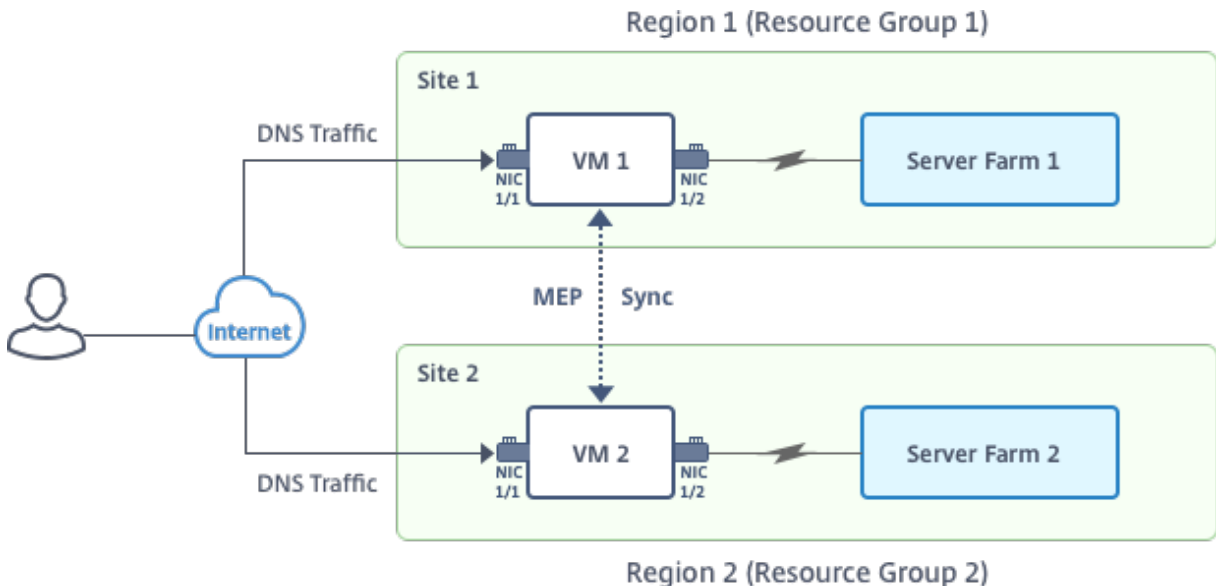 Region 1 (Resource Group 1)
Site 1
DNS Traffic
VM 1
NIC
1/1
NIC
1/2
Server Farm 1
MEP
Sync
Internet
Site 2
VM 2
NIC
1/1
NIC
1/2
Server Farm 2
DNS Traffic
Region 2 (Resource Group 2)